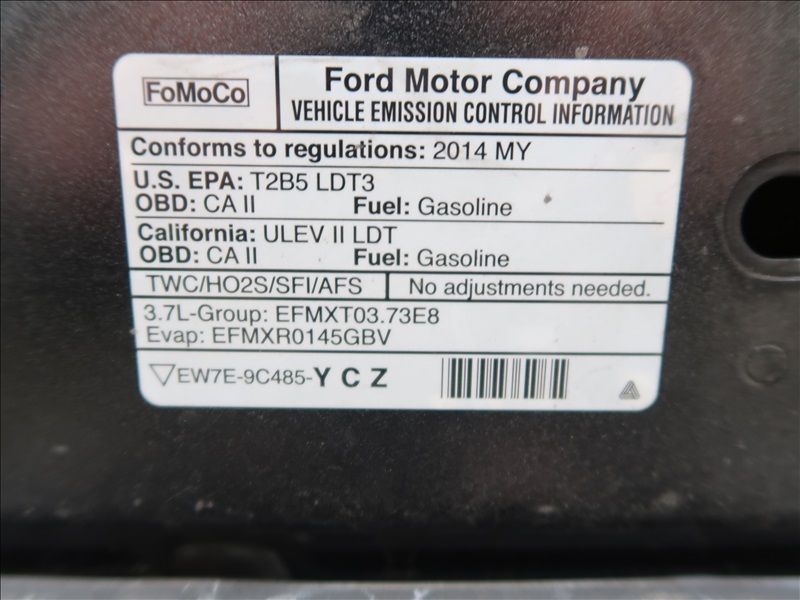 FoMoCo
Ford Motor Company
VEHICLE EMISSION CONTROL INFORMATION
Conforms to regulations: 2014 MY
U.S. EPA: T2B5 LDT3
OBD: CA II Fuel: Gasoline
California: ULEV II LDT
OBD: CA II Fuel: Gasoline
TWC/HO2S/SFI/AFS No adjustments needed.
3.7L-Group: EFMXT03.73E8
Evap: EFMXR0145GBV
EW7E-9C485-Y C Z